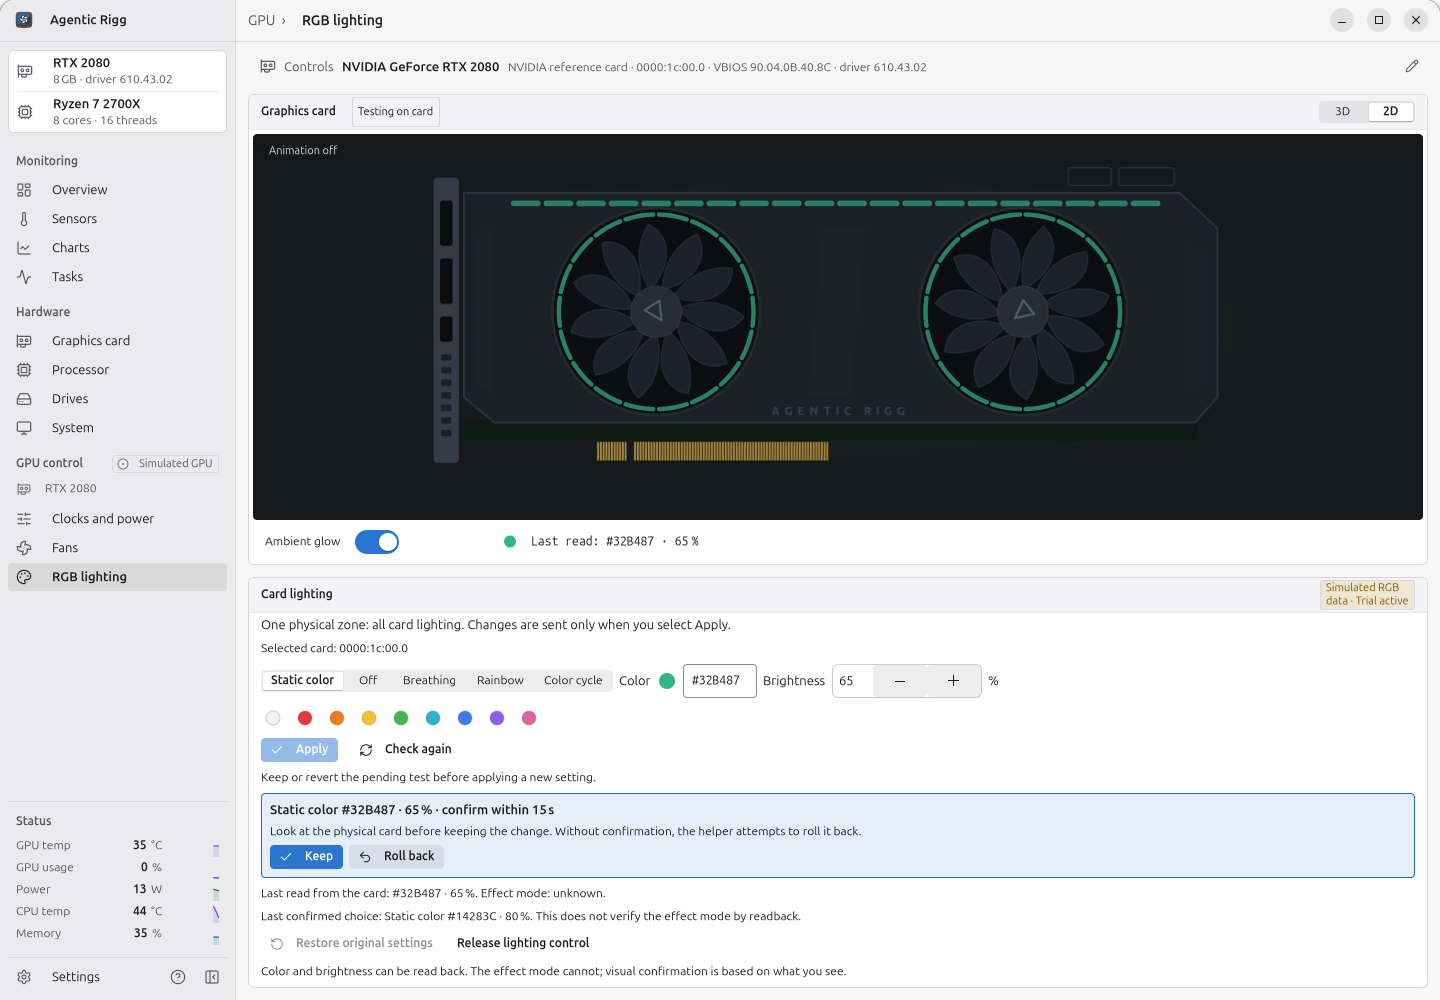 Agentic Rigg
GPU › RGB lighting
RTX 2080
8 GB · driver 610.43.02
Ryzen 7 2700X
8 cores · 16 threads
Monitoring
Overview
Sensors
Charts
Tasks
Hardware
Graphics card
Processor
Drives
System
GPU control
Simulated GPU
RTX 2080
Clocks and power
Fans
RGB lighting
Status
GPU temp 35 °C
GPU usage 0 %
Power 13 W
CPU temp 44 °C
Memory 35 %
Settings
Controls NVIDIA GeForce RTX 2080 NVIDIA reference card · 0000:1c:00.0 · VBIOS 90.04.0B.40.8C · driver 610.43.02
Graphics card Testing on card 3D 2D
Animation off
AGENTIC RIGG
Ambient glow Last read: #32B487 · 65 %
Card lighting
Simulated RGB
data · Trial active
One physical zone: all card lighting. Changes are sent only when you select Apply.
Selected card: 0000:1c:00.0
Static color Off Breathing Rainbow Color cycle Color #32B487 Brightness 65 − + %
Apply Check again
Keep or revert the pending test before applying a new setting.
Static color #32B487 · 65 % · confirm within 15 s
Look at the physical card before keeping the change. Without confirmation, the helper attempts to roll it back.
Keep Roll back
Last read from the card: #32B487 · 65 %. Effect mode: unknown.
Last confirmed choice: Static color #14283C · 80 %. This does not verify the effect mode by readback.
Restore original settings Release lighting control
Color and brightness can be read back. The effect mode cannot; visual confirmation is based on what you see.